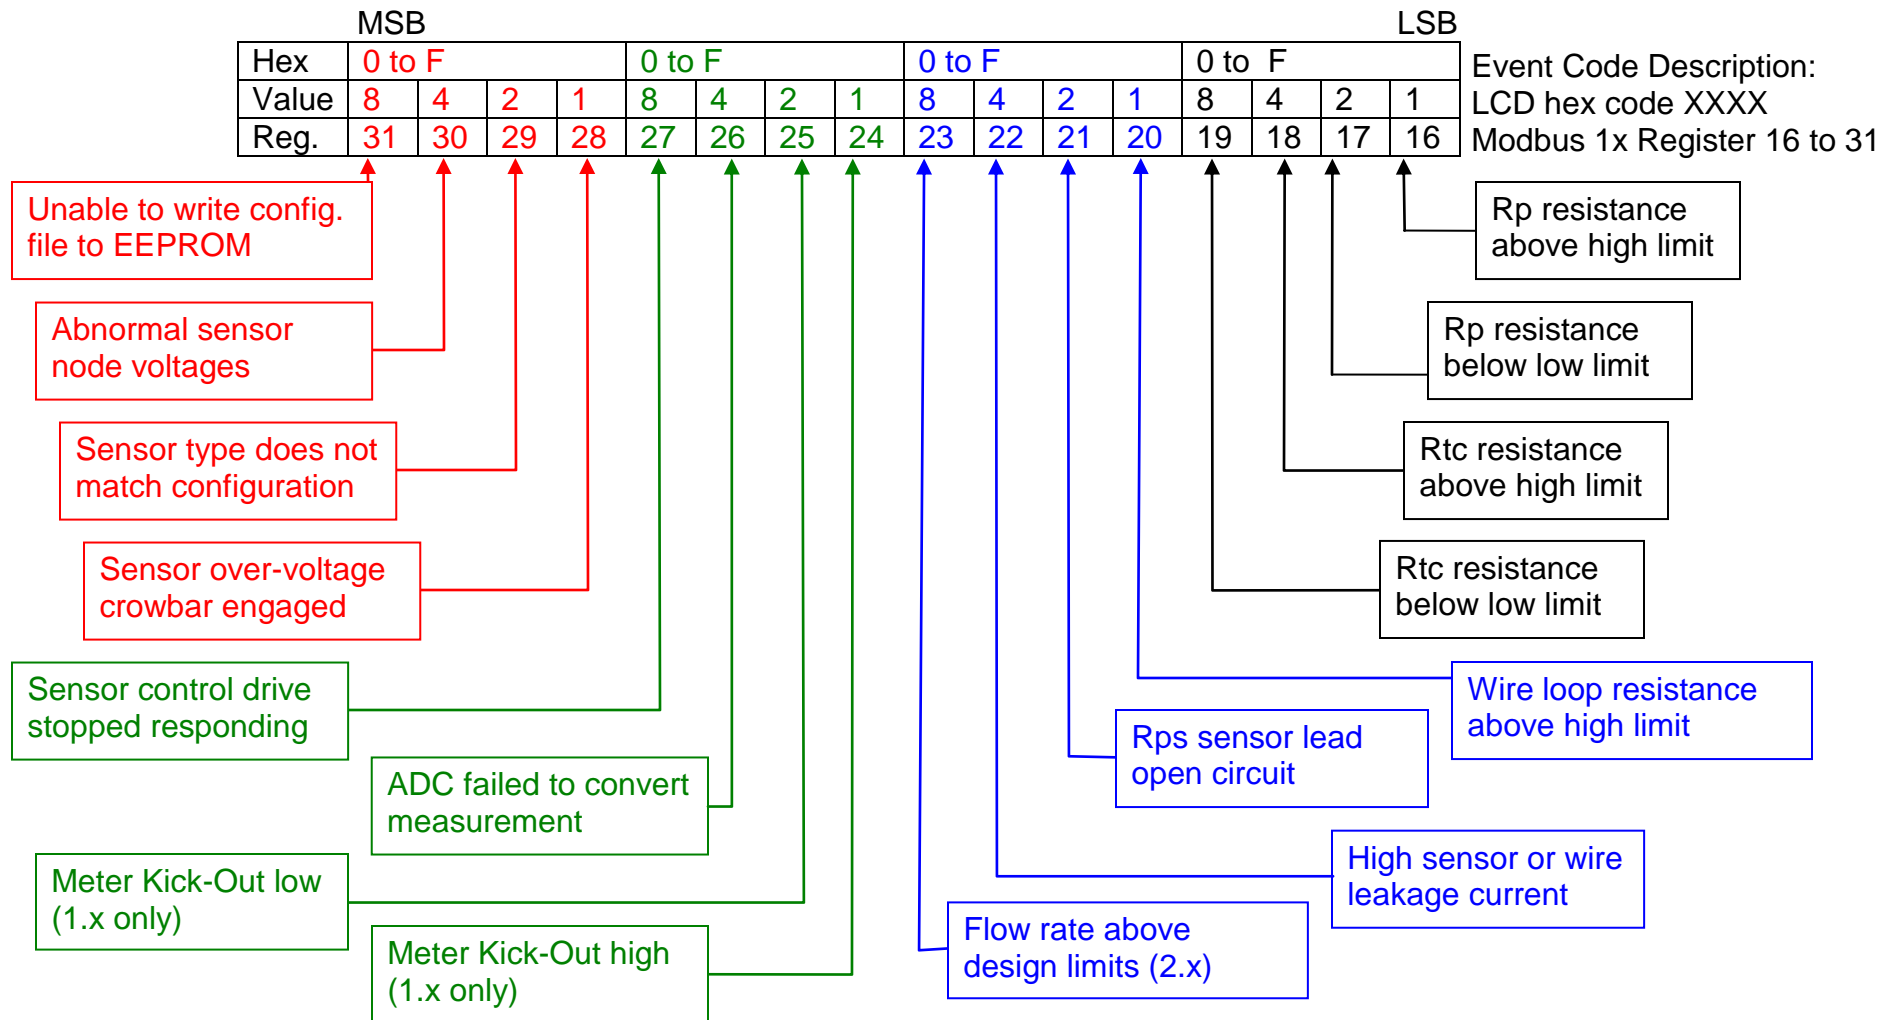 MSB LSB
Hex 0 to F 0 to F 0 to F 0 to F
Value 8 4 2 1 8 4 2 1 8 4 2 1 8 4 2 1
Reg. 31 30 29 28 27 26 25 24 23 22 21 20 19 18 17 16
Event Code Description:
LCD hex code XXXX
Modbus 1x Register 16 to 31
Unable to write config.
file to EEPROM
Abnormal sensor
node voltages
Sensor type does not
match configuration
Sensor over-voltage
crowbar engaged
Sensor control drive
stopped responding
ADC failed to convert
measurement
Meter Kick-Out low
(1.x only)
Meter Kick-Out high
(1.x only)
Rp resistance
above high limit
Rp resistance
below low limit
Rtc resistance
above high limit
Rtc resistance
below low limit
Wire loop resistance
above high limit
Rps sensor lead
open circuit
High sensor or wire
leakage current
Flow rate above
design limits (2.x)